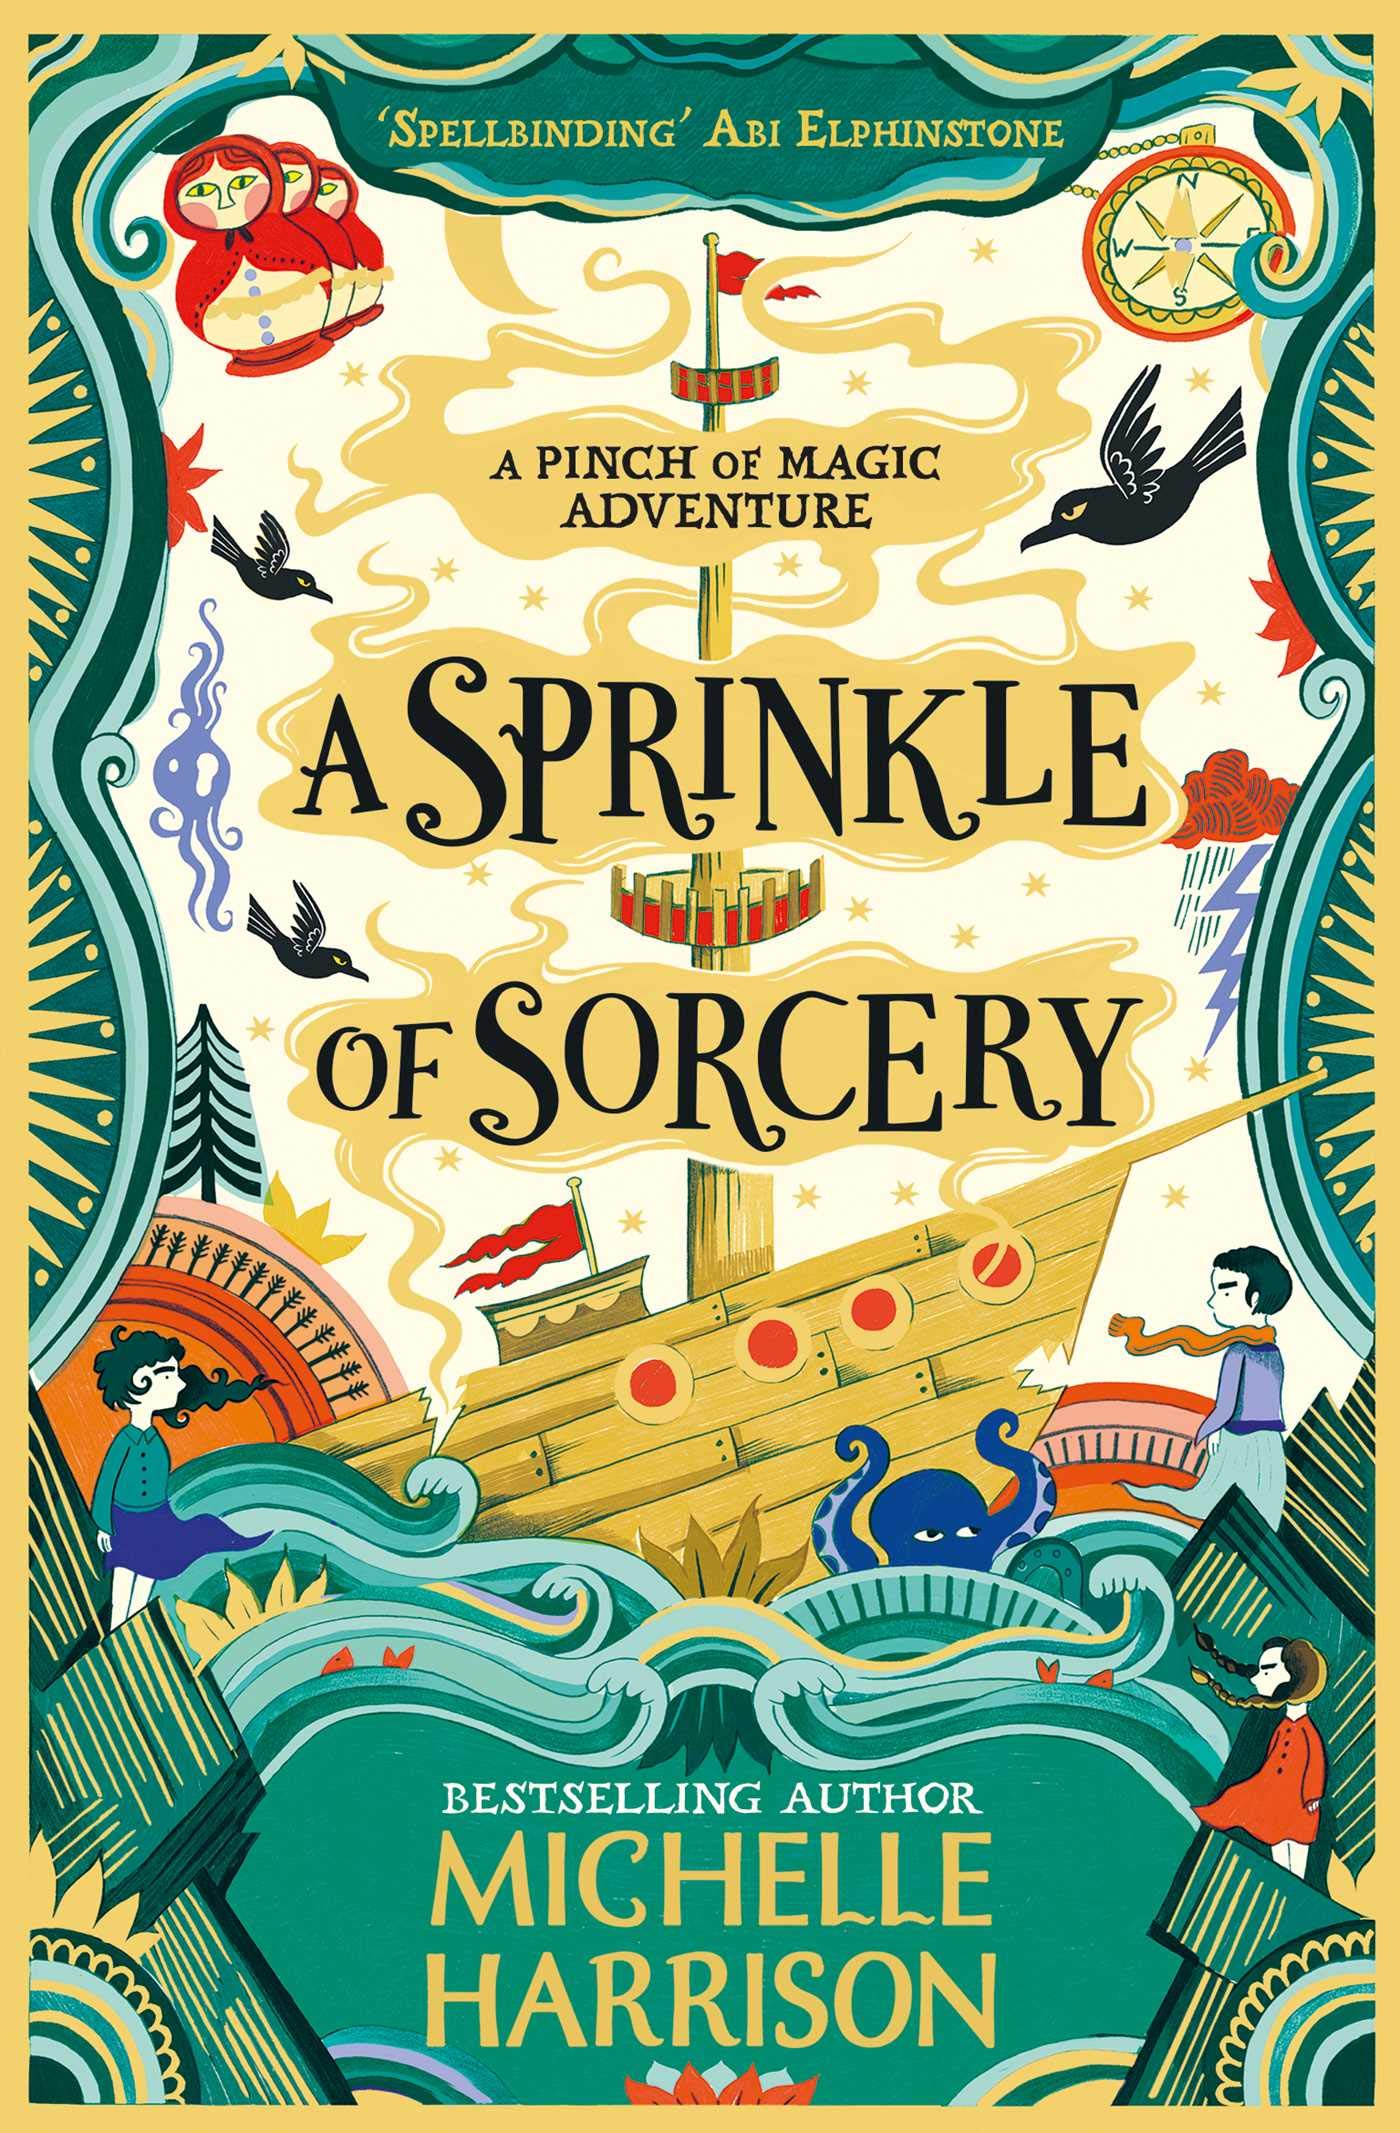 ‘SPELLBINDING’ ABI ELPHINSTONE
N
W E
S
A PINCH OF MAGIC
ADVENTURE
A SPRINKLE
OF SORCERY
BESTSELLING AUTHOR
MICHELLE
HARRISON